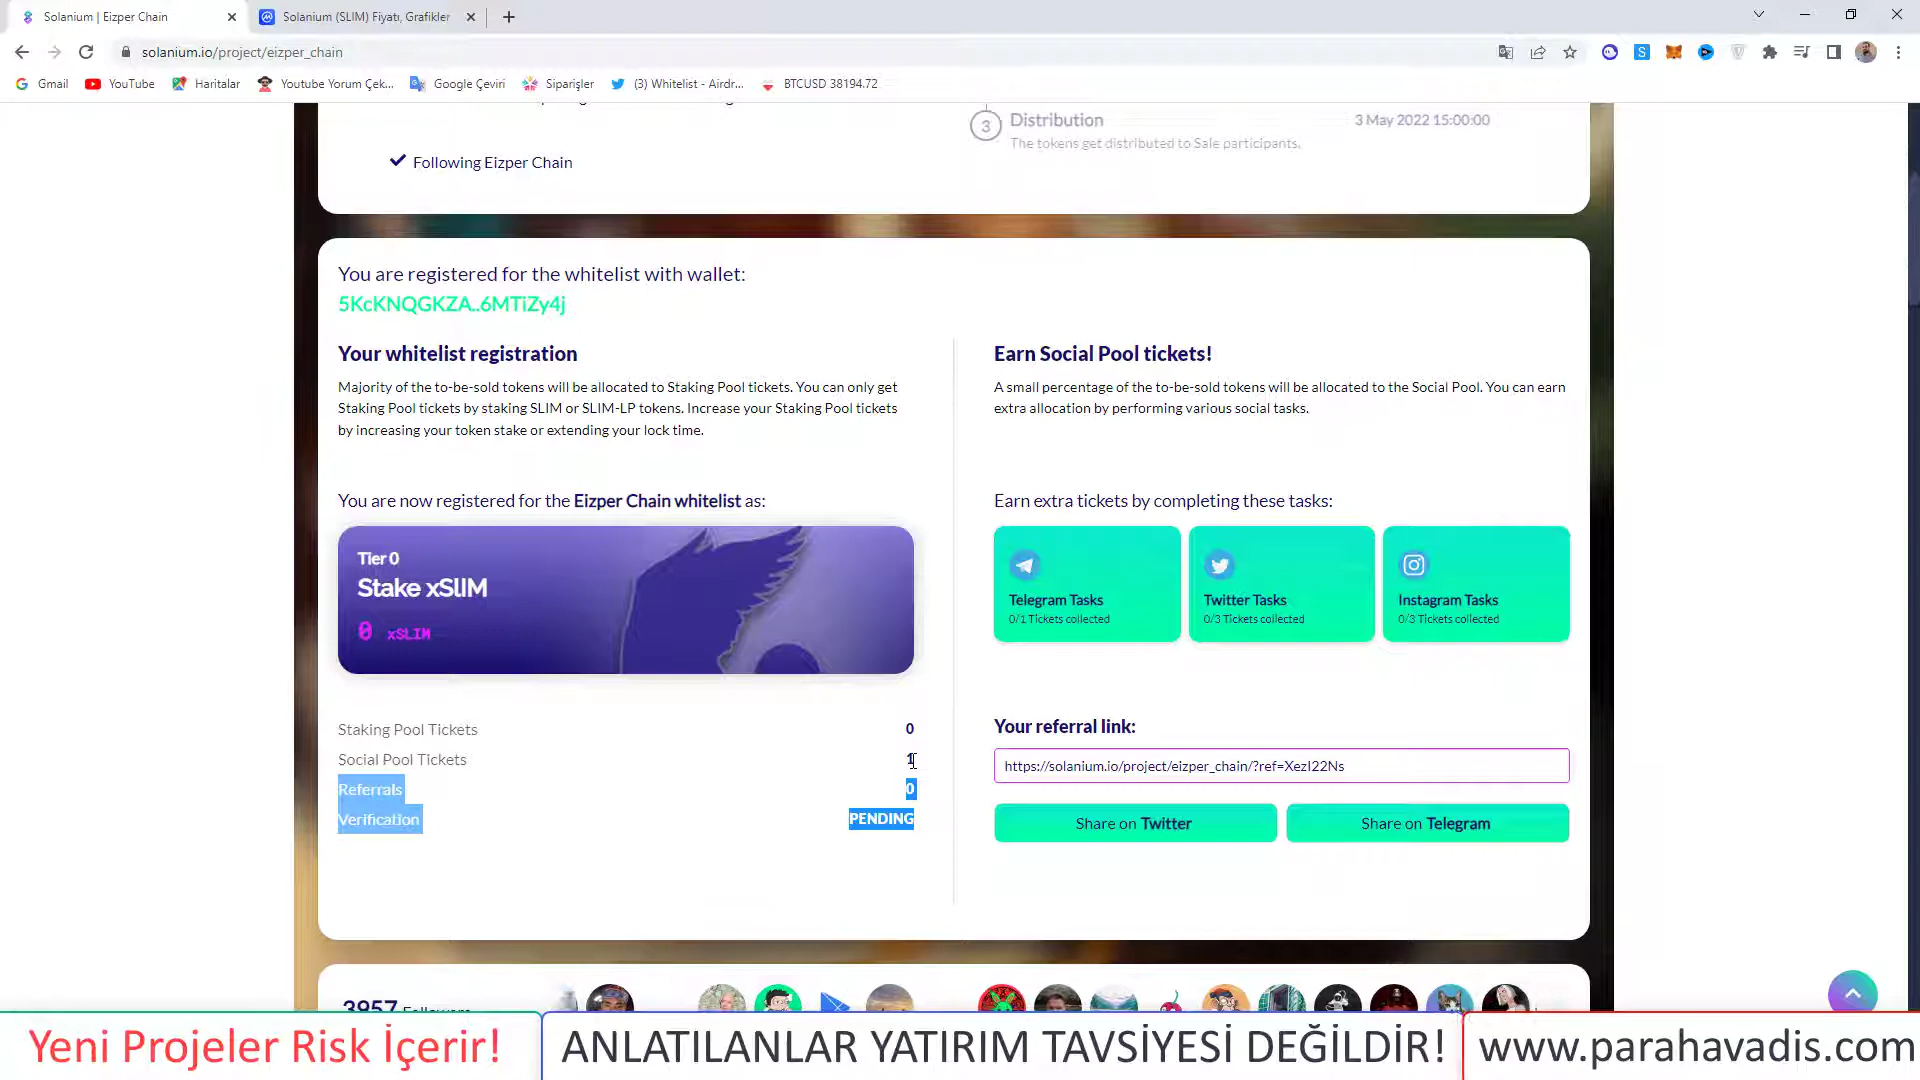 Solanium | Eizper Chain
Solanium (SLIM) Fiyatı, Grafikler
solanium.io/project/eizper_chain
Gmail
YouTube
Haritalar
Youtube Yorum Çek...
Google Çeviri
Siparişler
(3) Whitelist - Airdr...
BTCUSD 38194.72
3
Distribution
3 May 2022 15:00:00
The tokens get distributed to Sale participants.
Following Eizper Chain
You are registered for the whitelist with wallet:
5KcKNQGKZA..6MTiZy4j
Your whitelist registration
Majority of the to-be-sold tokens will be allocated to Staking Pool tickets. You can only get
Staking Pool tickets by staking SLIM or SLIM-LP tokens. Increase your Staking Pool tickets
by increasing your token stake or extending your lock time.
You are now registered for the Eizper Chain whitelist as:
Tier 0
Stake xSlIM
0 xSLIM
Staking Pool Tickets 0
Social Pool Tickets 1
Referrals 0
Verification PENDING
Earn Social Pool tickets!
A small percentage of the to-be-sold tokens will be allocated to the Social Pool. You can earn
extra allocation by performing various social tasks.
Earn extra tickets by completing these tasks:
Telegram Tasks
0/1 Tickets collected
Twitter Tasks
0/3 Tickets collected
Instagram Tasks
0/3 Tickets collected
Your referral link:
https://solanium.io/project/eizper_chain/?ref=XezI22Ns
Share on Twitter
Share on Telegram
3957 Followers
Yeni Projeler Risk İçerir!
ANLATILANLAR YATIRIM TAVSİYESİ DEĞİLDİR!
www.parahavadis.com